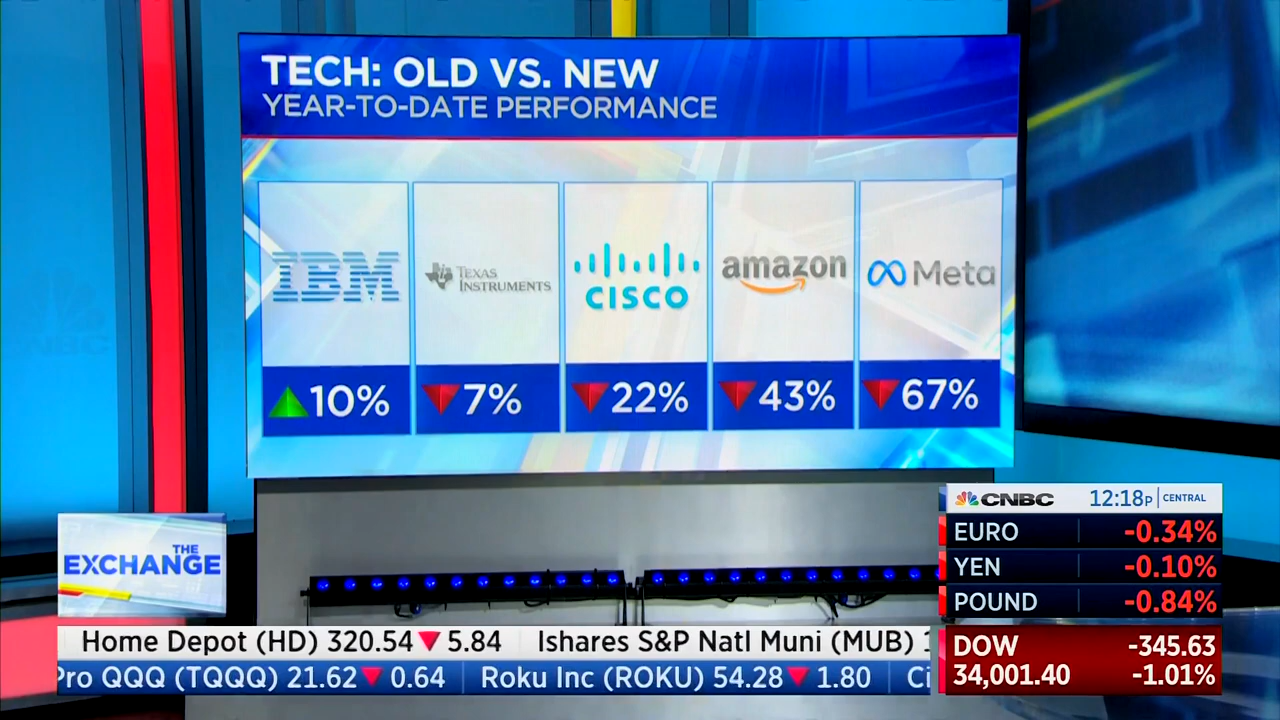 TECH: OLD VS. NEW
YEAR-TO-DATE PERFORMANCE
IBM
TEXAS
INSTRUMENTS
CISCO
amazon
Meta
10%
7%
22%
43%
67%
THE
EXCHANGE
CNBC 12:18P CENTRAL
EURO -0.34%
YEN -0.10%
POUND -0.84%
DOW -345.63
34,001.40 -1.01%
Home Depot (HD) 320.54 ▼ 5.84 Ishares S&P Natl Muni (MUB) 1
Pro QQQ (TQQQ) 21.62 ▼ 0.64 Roku Inc (ROKU) 54.28 ▼ 1.80 Ci